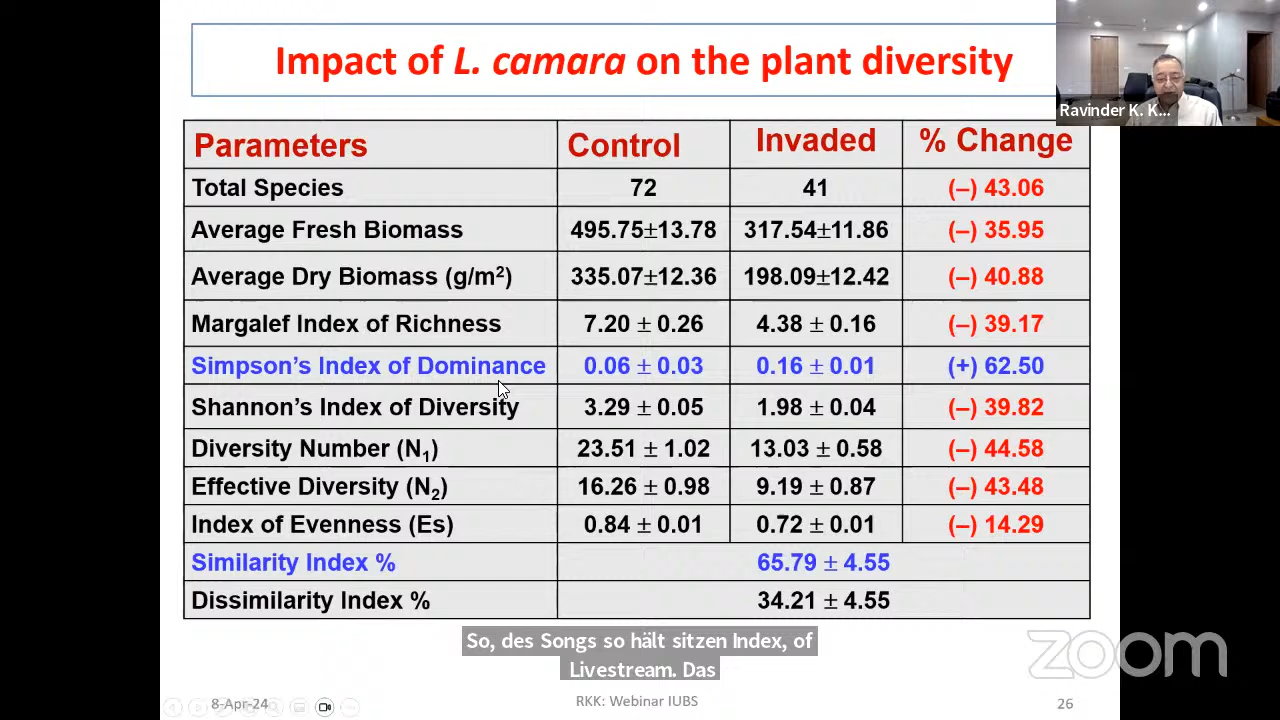 Impact of L. camara on the plant diversity
Ravinder K. K...
Parameters Control Invaded % Change
Total Species 72 41 (–) 43.06
Average Fresh Biomass 495.75±13.78 317.54±11.86 (–) 35.95
Average Dry Biomass (g/m²) 335.07±12.36 198.09±12.42 (–) 40.88
Margalef Index of Richness 7.20 ± 0.26 4.38 ± 0.16 (–) 39.17
Simpson’s Index of Dominance 0.06 ± 0.03 0.16 ± 0.01 (+) 62.50
Shannon’s Index of Diversity 3.29 ± 0.05 1.98 ± 0.04 (–) 39.82
Diversity Number (N₁) 23.51 ± 1.02 13.03 ± 0.58 (–) 44.58
Effective Diversity (N₂) 16.26 ± 0.98 9.19 ± 0.87 (–) 43.48
Index of Evenness (Es) 0.84 ± 0.01 0.72 ± 0.01 (–) 14.29
Similarity Index % 65.79 ± 4.55
Dissimilarity Index % 34.21 ± 4.55
So, des Songs so hält sitzen Index, of
Livestream. Das
zoom
8-Apr-24 RKK: Webinar IUBS 26